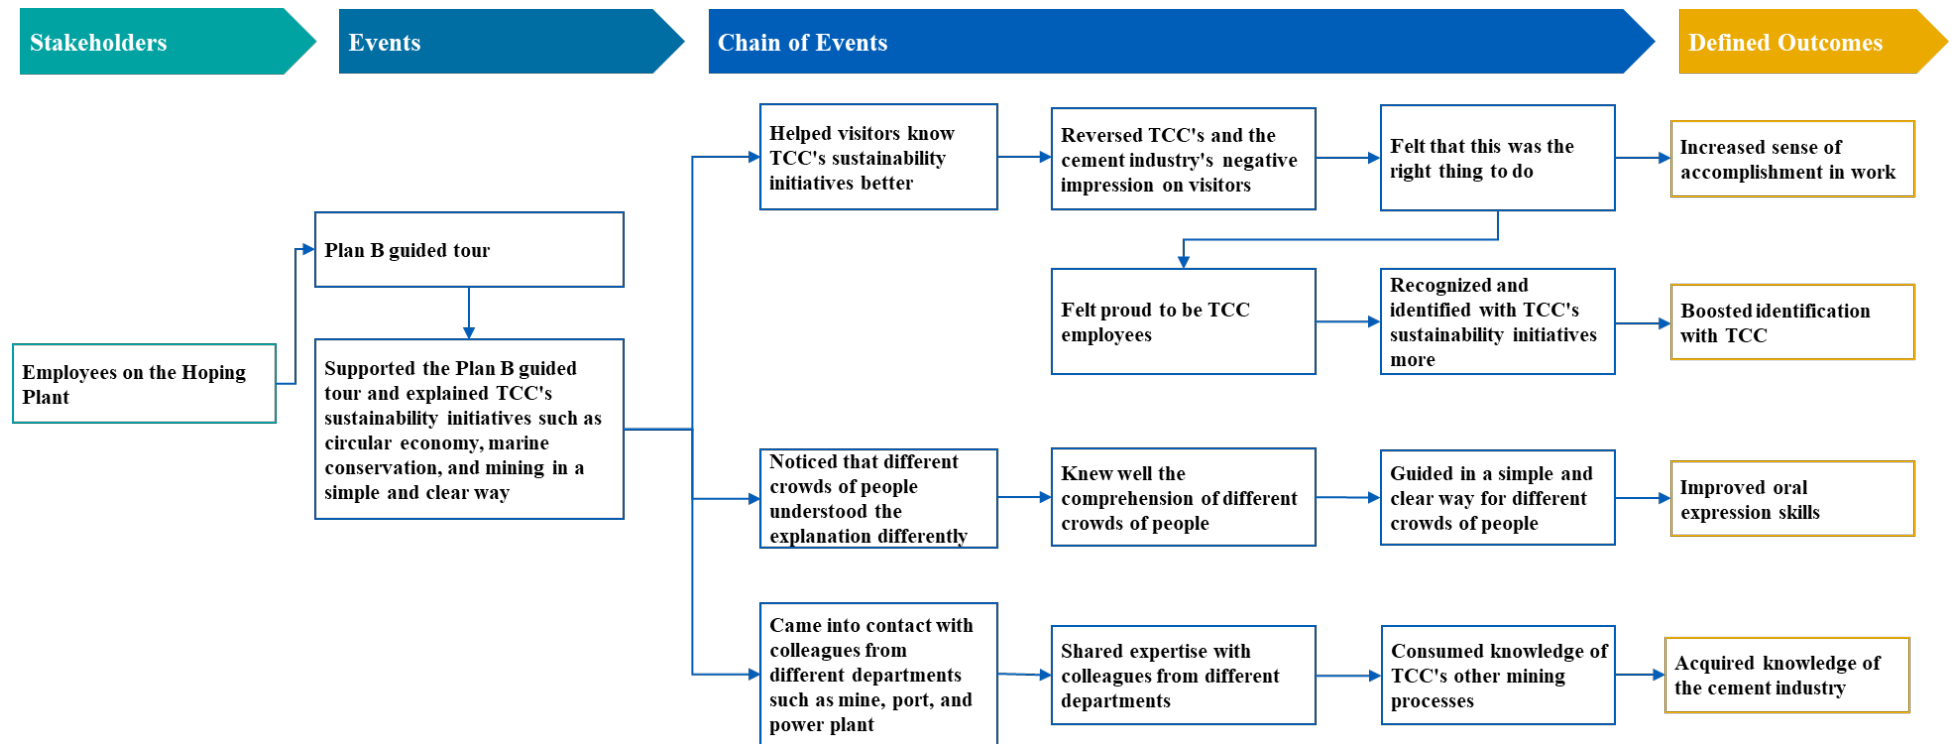 Stakeholders
Events
Chain of Events
Defined Outcomes
Employees on the Hoping
Plant
Plan B guided tour
Supported the Plan B guided
tour and explained TCC's
sustainability initiatives such as
circular economy, marine
conservation, and mining in a
simple and clear way
Helped visitors know
TCC's sustainability
initiatives better
Reversed TCC's and the
cement industry's negative
impression on visitors
Felt that this was the
right thing to do
Increased sense of
accomplishment in work
Felt proud to be TCC
employees
Recognized and
identified with TCC's
sustainability initiatives
more
Boosted identification
with TCC
Noticed that different
crowds of people
understood the
explanation differently
Knew well the
comprehension of different
crowds of people
Guided in a simple and
clear way for different
crowds of people
Improved oral
expression skills
Came into contact with
colleagues from
different departments
such as mine, port, and
power plant
Shared expertise with
colleagues from different
departments
Consumed knowledge of
TCC's other mining
processes
Acquired knowledge of
the cement industry